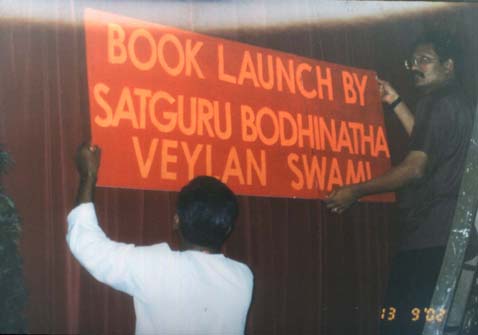 BOOK LAUNCH BY
SATGURU BODHINATHA
VEYLAN SWAMI
13 9'02